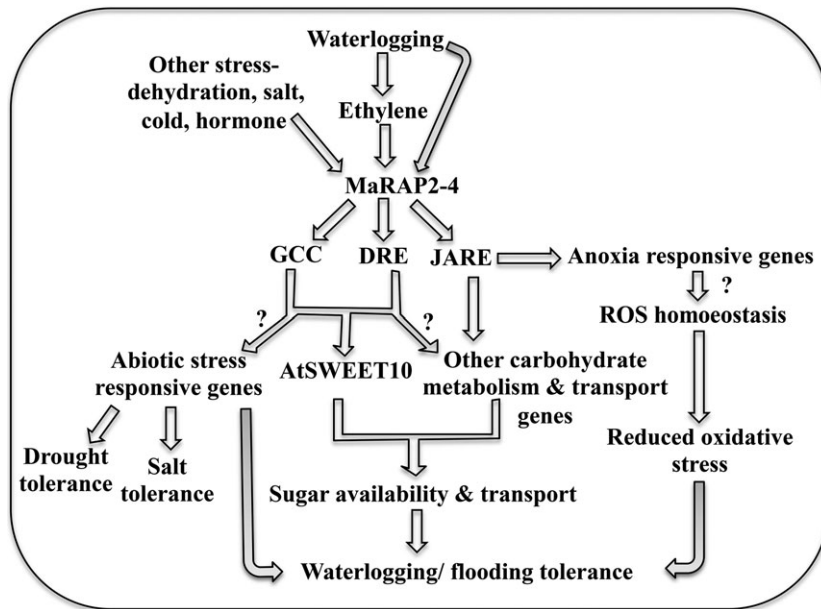 Waterlogging
Other stress-
dehydration, salt,
cold, hormone
Ethylene
MaRAP2-4
GCC
DRE
JARE
Anoxia responsive genes
?
ROS homoeostasis
?
?
Abiotic stress
responsive genes
AtSWEET10
Other carbohydrate
metabolism & transport
genes
Reduced oxidative
stress
Drought
tolerance
Salt
tolerance
Sugar availability & transport
Waterlogging/ flooding tolerance